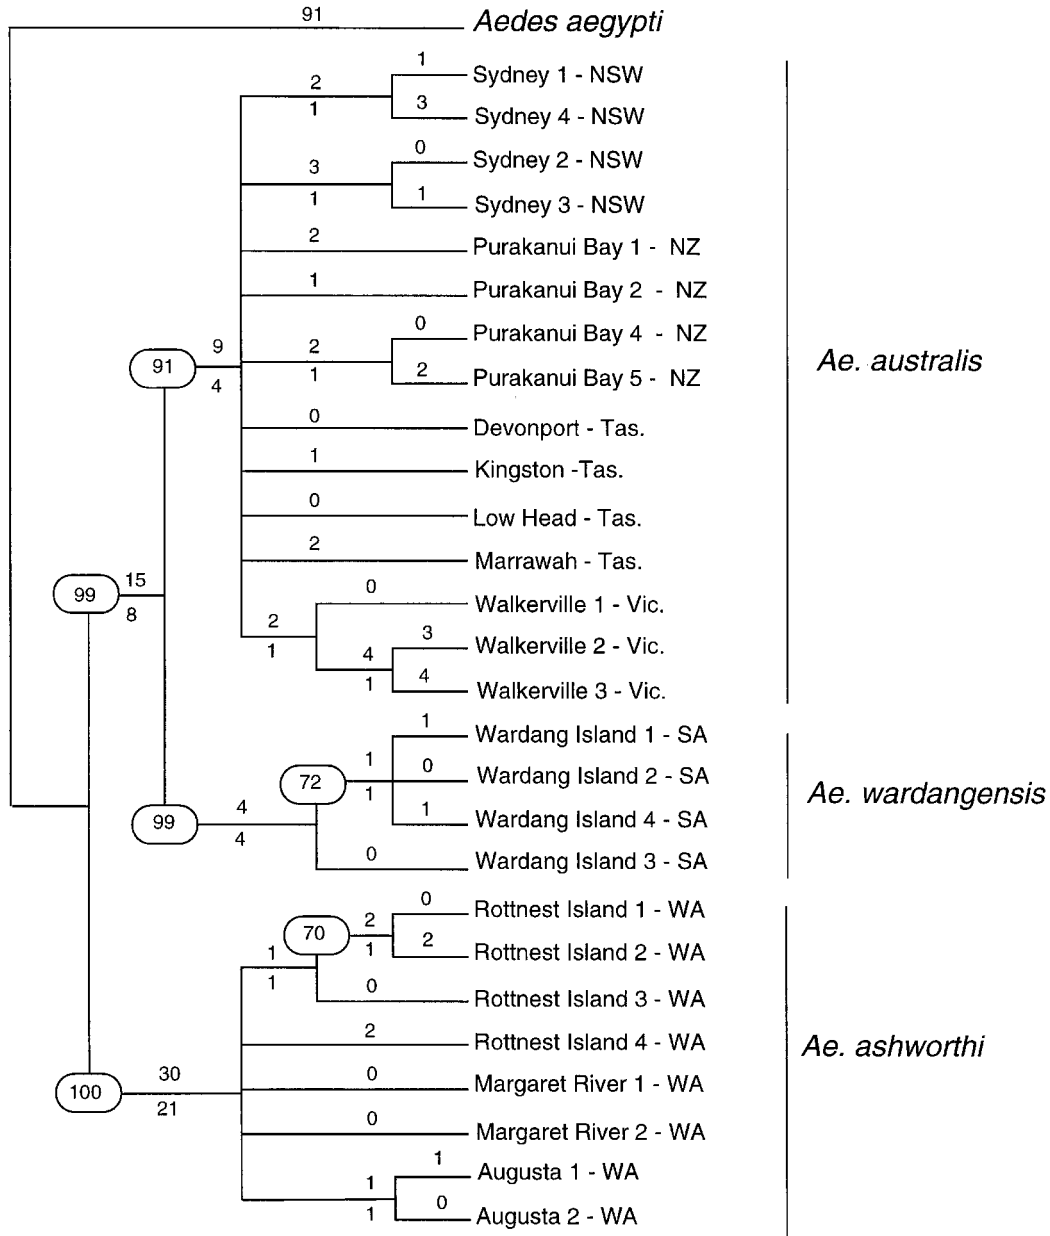 91
Aedes aegypti
1
Sydney 1 - NSW
2
1
3
Sydney 4 - NSW
0
Sydney 2 - NSW
3
1
1
Sydney 3 - NSW
2
Purakanui Bay 1 - NZ
1
Purakanui Bay 2 - NZ
0
Purakanui Bay 4 - NZ
91
9
4
2
1
2
Purakanui Bay 5 - NZ
Ae. australis
0
Devonport - Tas.
1
Kingston -Tas.
0
Low Head - Tas.
2
Marrawah - Tas.
99
15
8
0
Walkerville 1 - Vic.
2
1
3
Walkerville 2 - Vic.
4
1
4
Walkerville 3 - Vic.
1
Wardang Island 1 - SA
72
1
1
0
Wardang Island 2 - SA
Ae. wardangensis
99
4
4
1
Wardang Island 4 - SA
0
Wardang Island 3 - SA
0
Rottnest Island 1 - WA
70
2
1
2
Rottnest Island 2 - WA
1
1
0
Rottnest Island 3 - WA
2
Rottnest Island 4 - WA
Ae. ashworthi
100
30
21
0
Margaret River 1 - WA
0
Margaret River 2 - WA
1
Augusta 1 - WA
1
1
0
Augusta 2 - WA